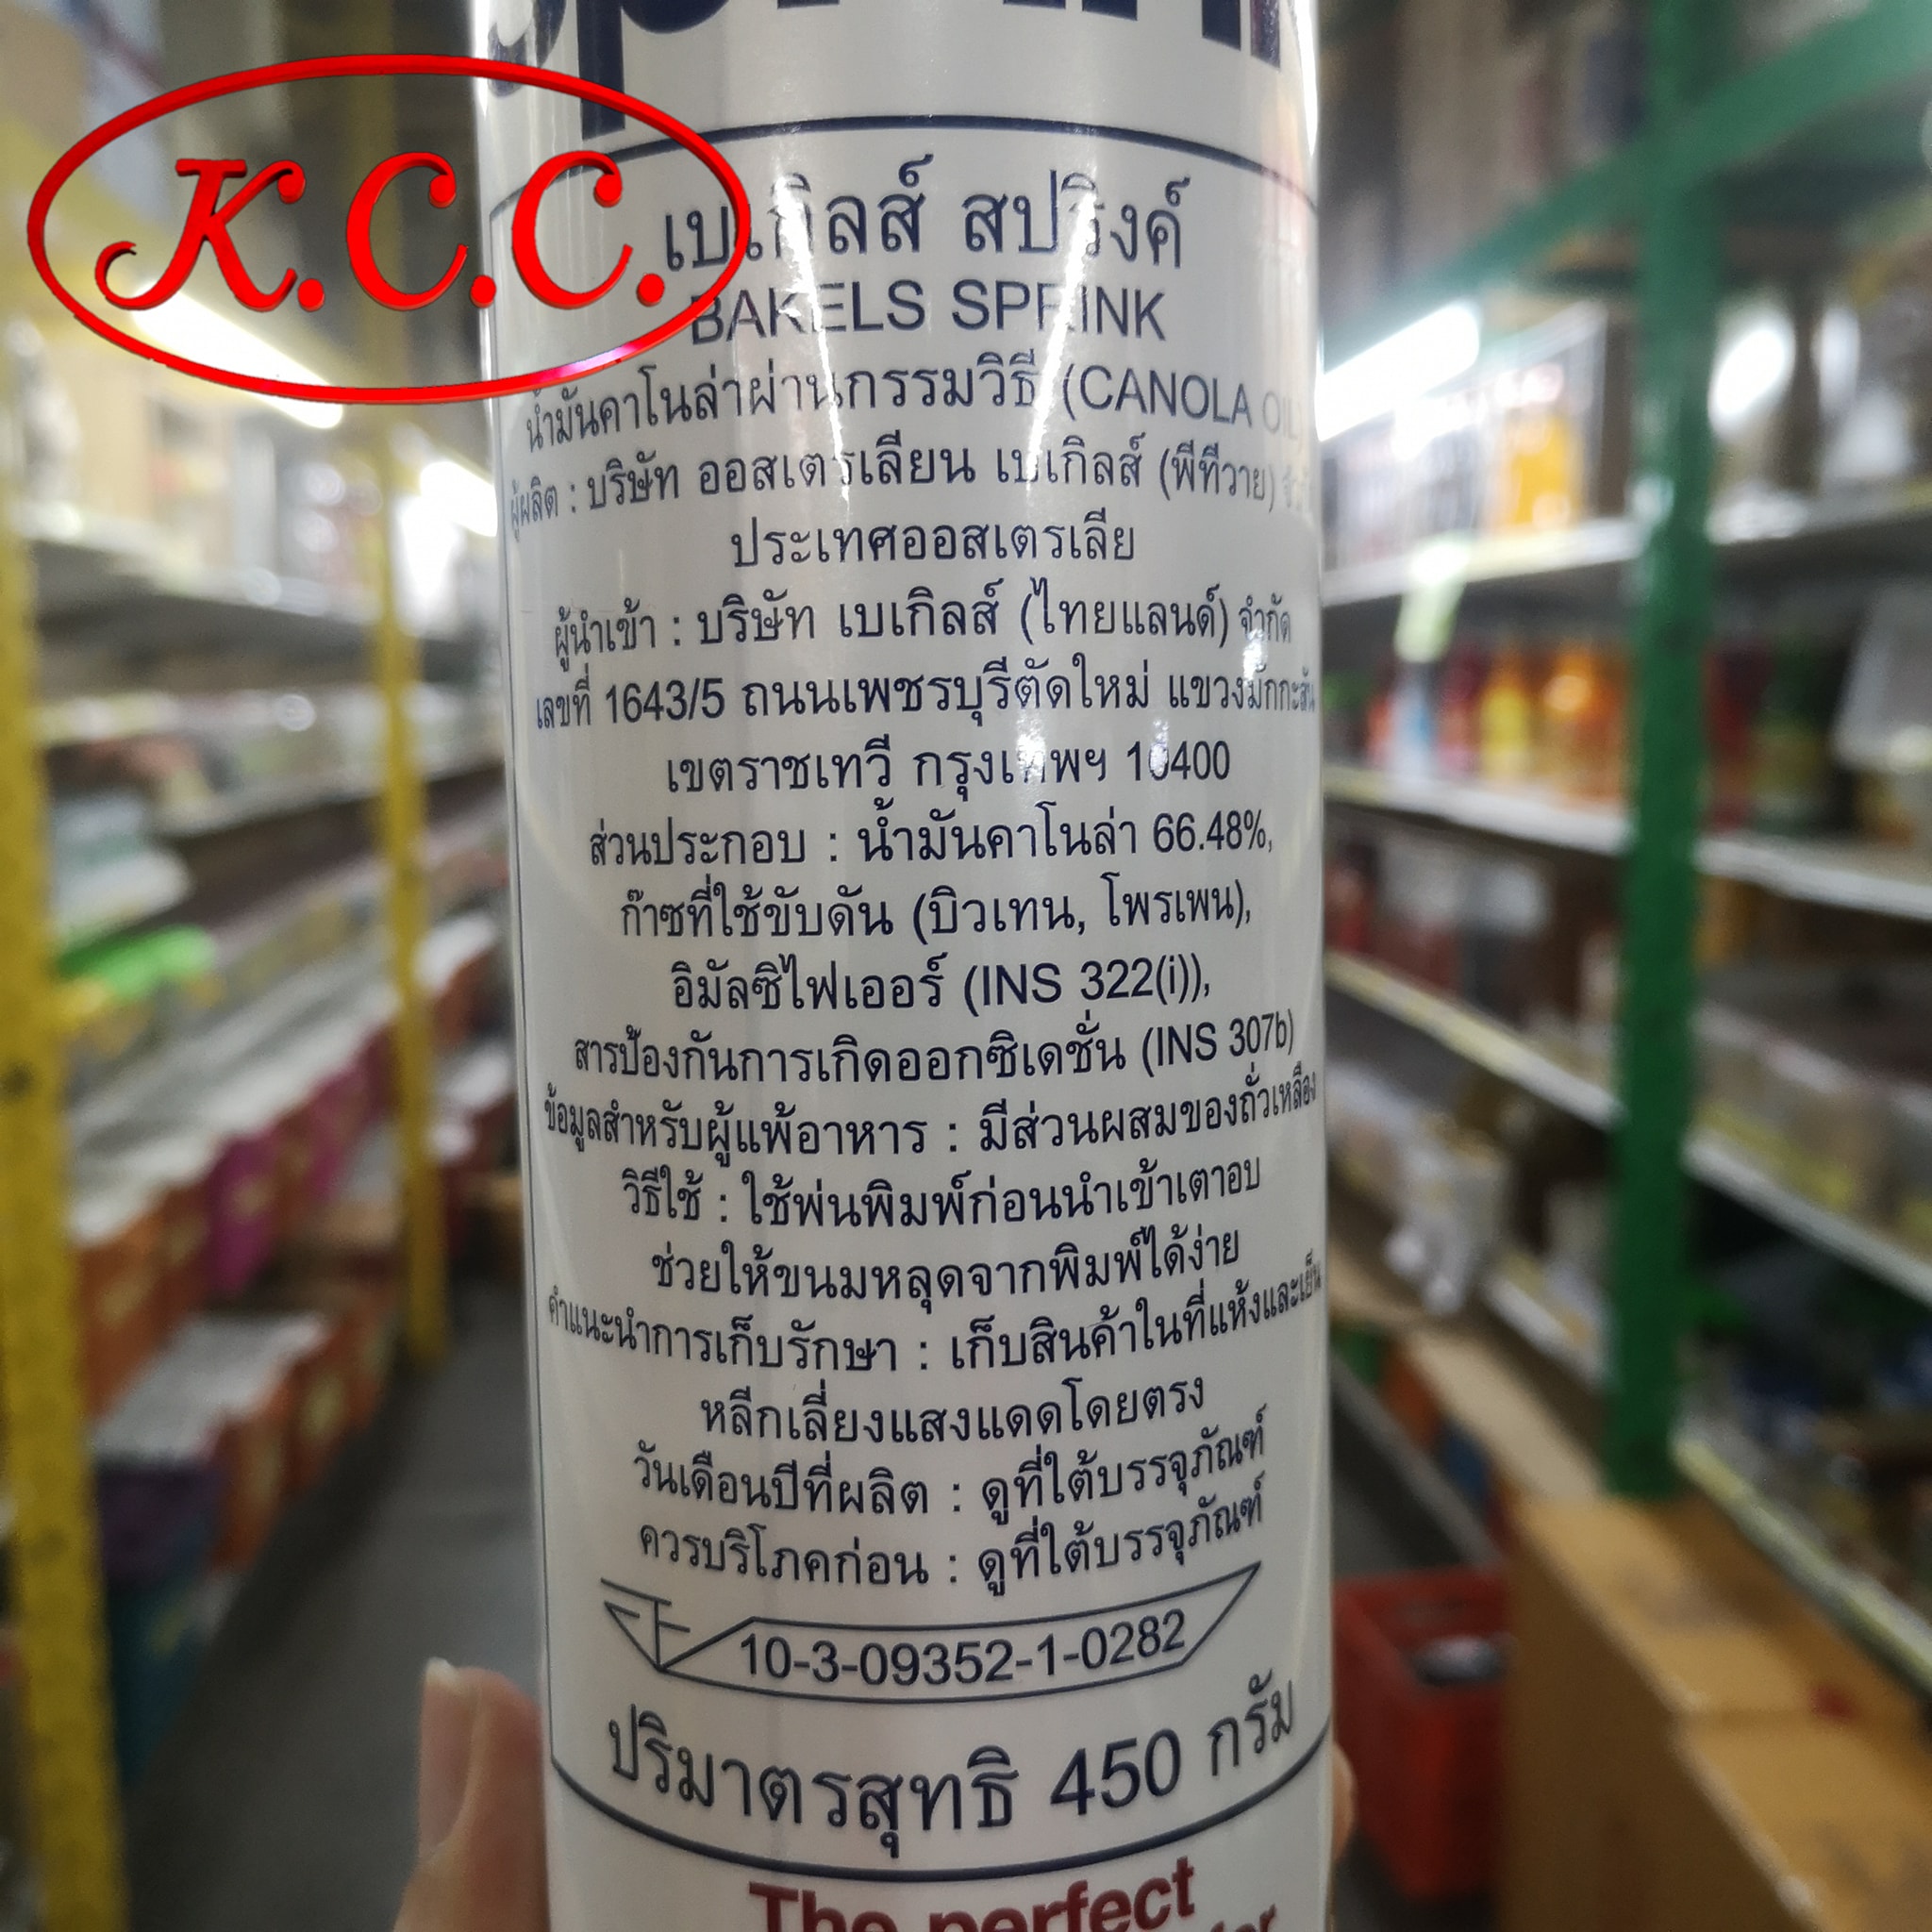 K.C.C.
เบเกิลส์ สปริงค์
BAKELS SPRINK
น้ำมันคาโนล่าผ่านกรรมวิธี (CANOLA OIL)
ผู้ผลิต : บริษัท ออสเตรเลียน เบเกิลส์ (พีทีวาย)
ประเทศออสเตรเลีย
ผู้นำเข้า : บริษัท เบเกิลส์ (ไทยแลนด์) จำกัด
เลขที่ 1643/5 ถนนเพชรบุรีตัดใหม่ แขวงมักกะสัน
เขตราชเทวี กรุงเทพฯ 10400
ส่วนประกอบ : น้ำมันคาโนล่า 66.48%,
ก๊าซที่ใช้ขับดัน (บิวเทน, โพรเพน),
อิมัลซิไฟเออร์ (INS 322(i)),
สารป้องกันการเกิดออกซิเดชั่น (INS 307b)
ข้อมูลสำหรับผู้แพ้อาหาร : มีส่วนผสมของถั่วเหลือง
วิธีใช้ : ใช้พ่นพิมพ์ก่อนนำเข้าเตาอบ
ช่วยให้ขนมหลุดจากพิมพ์ได้ง่าย
คำแนะนำการเก็บรักษา : เก็บสินค้าในที่แห้งและเย็น
หลีกเลี่ยงแสงแดดโดยตรง
วันเดือนปีที่ผลิต : ดูที่ใต้บรรจุภัณฑ์
ควรบริโภคก่อน : ดูที่ใต้บรรจุภัณฑ์
10-3-09352-1-0282
ปริมาตรสุทธิ 450 กรัม
The perfect